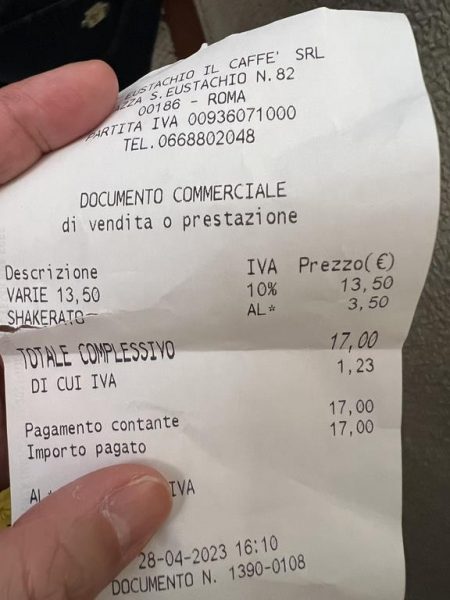 EUSTACHIO IL CAFFE' SRL
S.EUSTACHIO N.82
00186 - ROMA
PARTITA IVA 00936071000
TEL.0668802048
DOCUMENTO COMMERCIALE
di vendita o prestazione
Descrizione IVA Prezzo(€)
VARIE 13,50 10% 13,50
SHAKERATO AL* 3,50
TOTALE COMPLESSIVO 17,00
DI CUI IVA 1,23
Pagamento contante 17,00
Importo pagato 17,00
AL* IVA
28-04-2023 16:10
DOCUMENTO N. 1390-0108